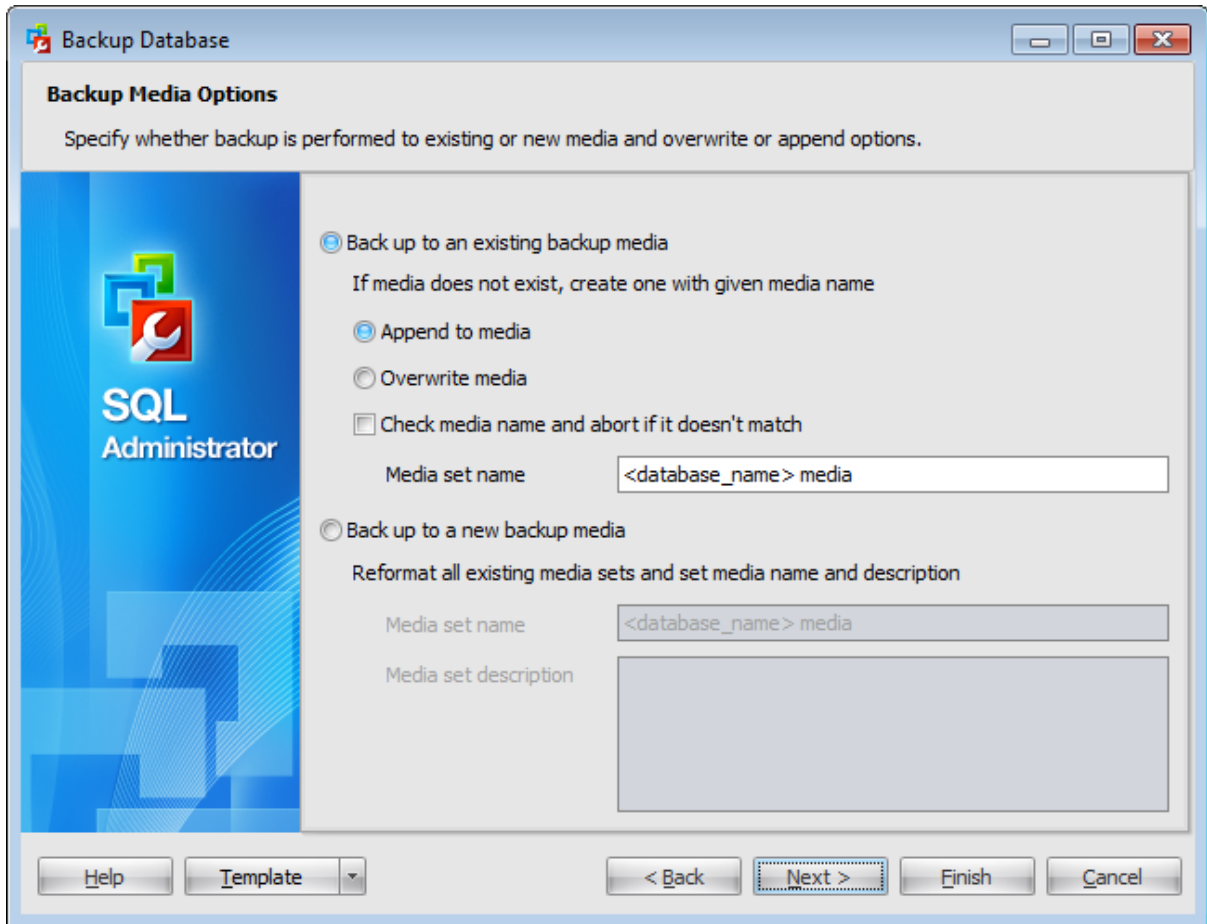 Backup Database
Backup Media Options
Specify whether backup is performed to existing or new media and overwrite or append options.
SQL
Administrator
Back up to an existing backup media
If media does not exist, create one with given media name
Append to media
Overwrite media
Check media name and abort if it doesn't match
Media set name <database_name> media
Back up to a new backup media
Reformat all existing media sets and set media name and description
Media set name <database_name> media
Media set description
Help Template < Back Next > Finish Cancel